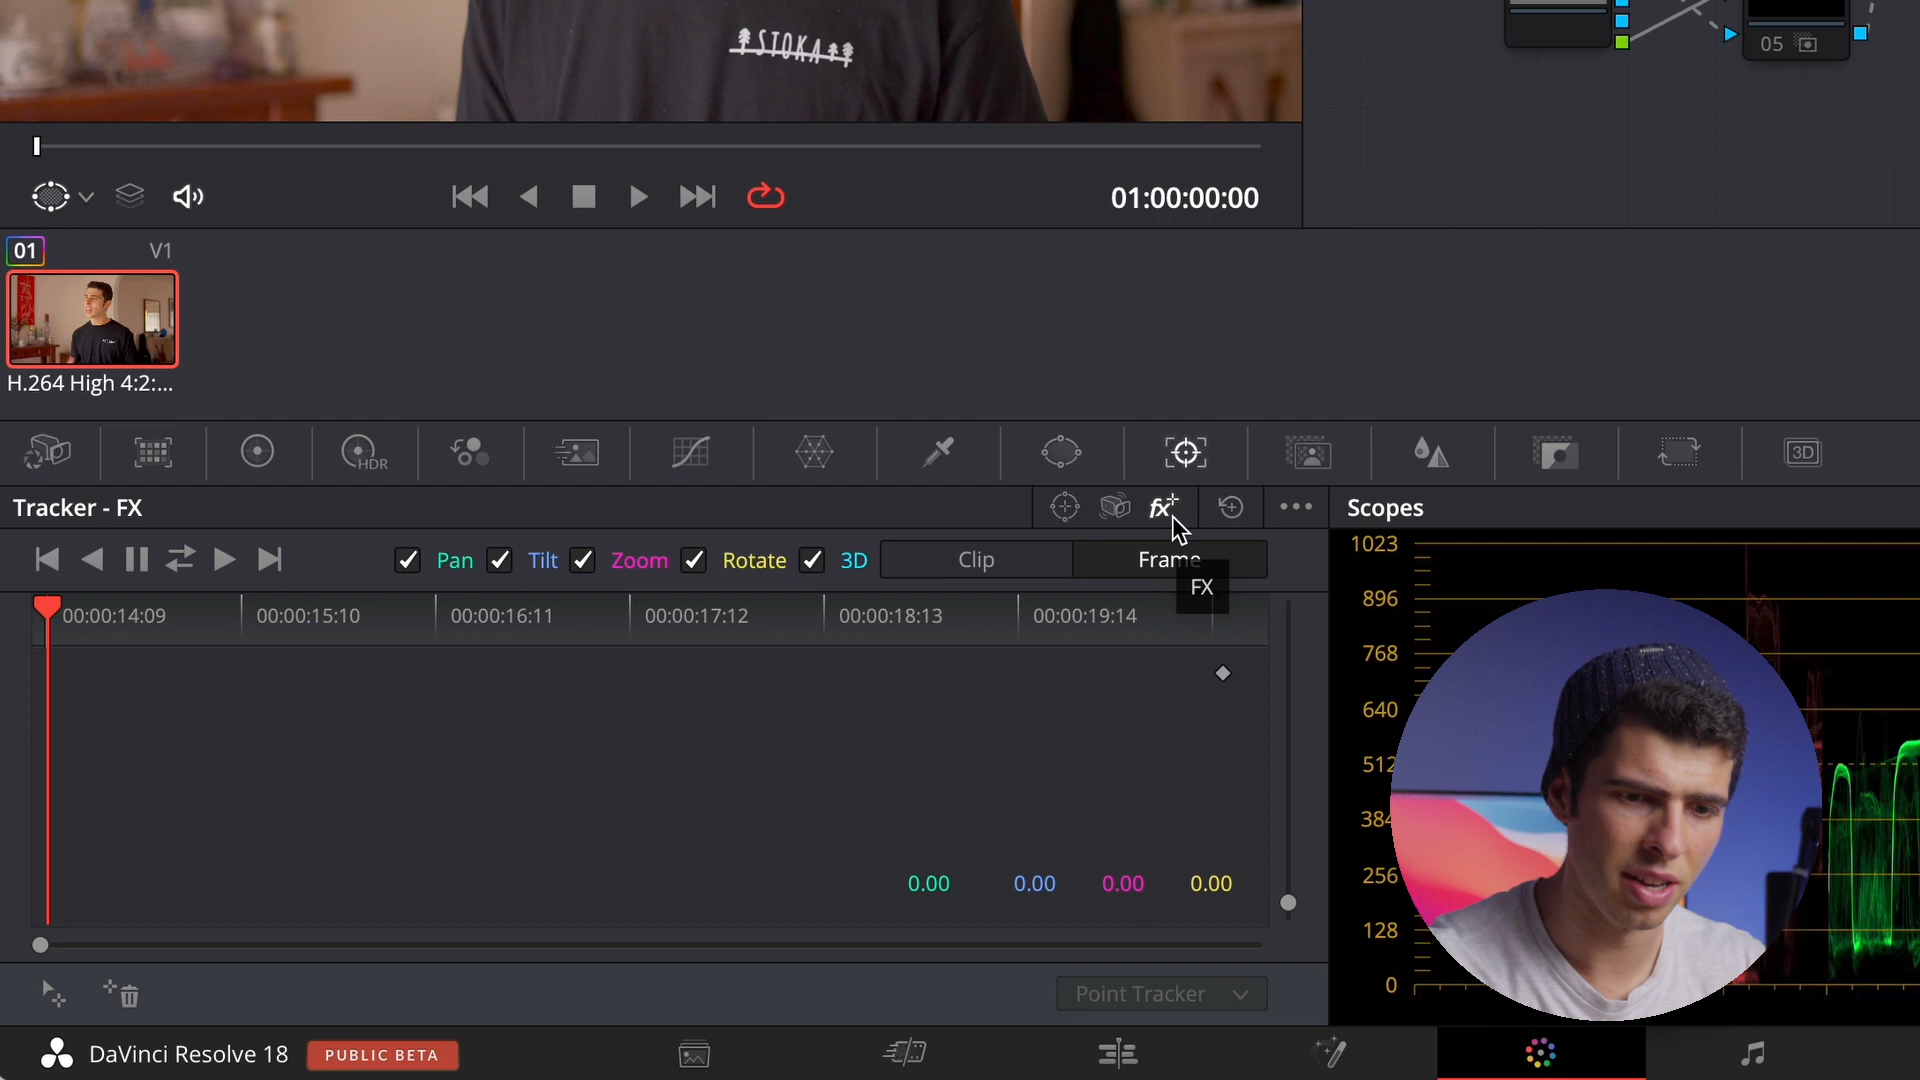 STOKA
05
01:00:00:00
01
V1
H.264 High 4:2:...
HDR
3D
Tracker - FX
fx
Scopes
Pan
Tilt
Zoom
Rotate
3D
Clip
Frame
FX
00:00:14:09
00:00:15:10
00:00:16:11
00:00:17:12
00:00:18:13
00:00:19:14
1023
896
768
640
512
384
256
128
0
0.00
0.00
0.00
0.00
Point Tracker
DaVinci Resolve 18
PUBLIC BETA